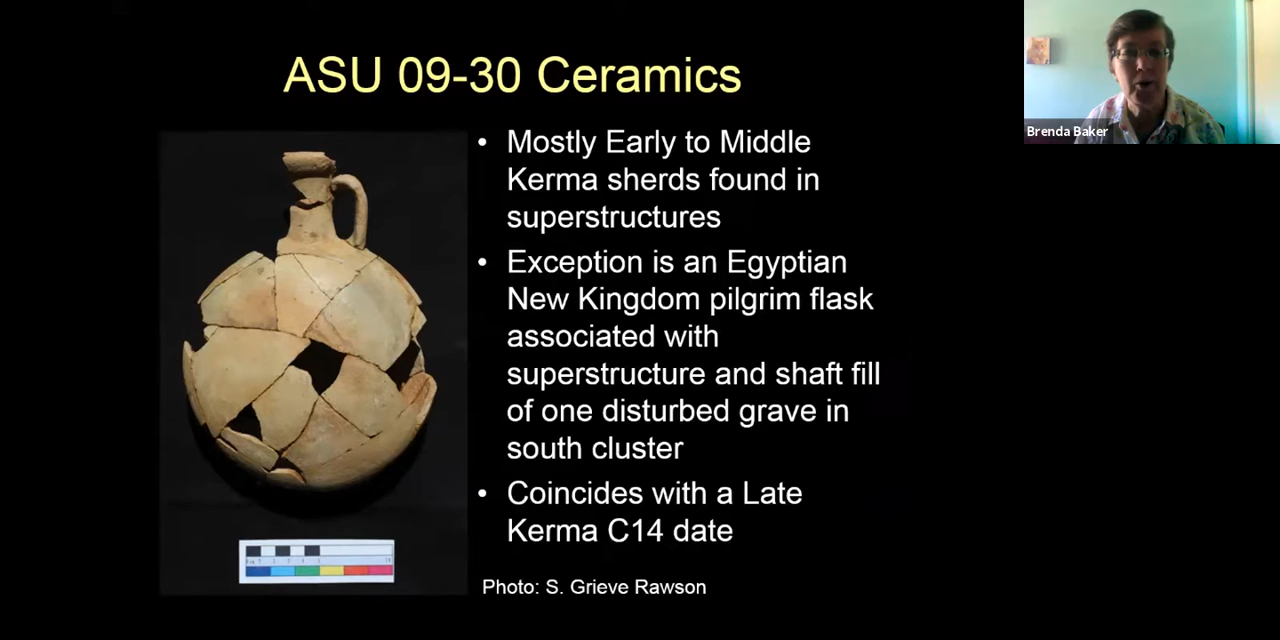 ASU 09-30 Ceramics
Brenda Baker
• Mostly Early to Middle
Kerma sherds found in
superstructures
• Exception is an Egyptian
New Kingdom pilgrim flask
associated with
superstructure and shaft fill
of one disturbed grave in
south cluster
• Coincides with a Late
Kerma C14 date
Photo: S. Grieve Rawson